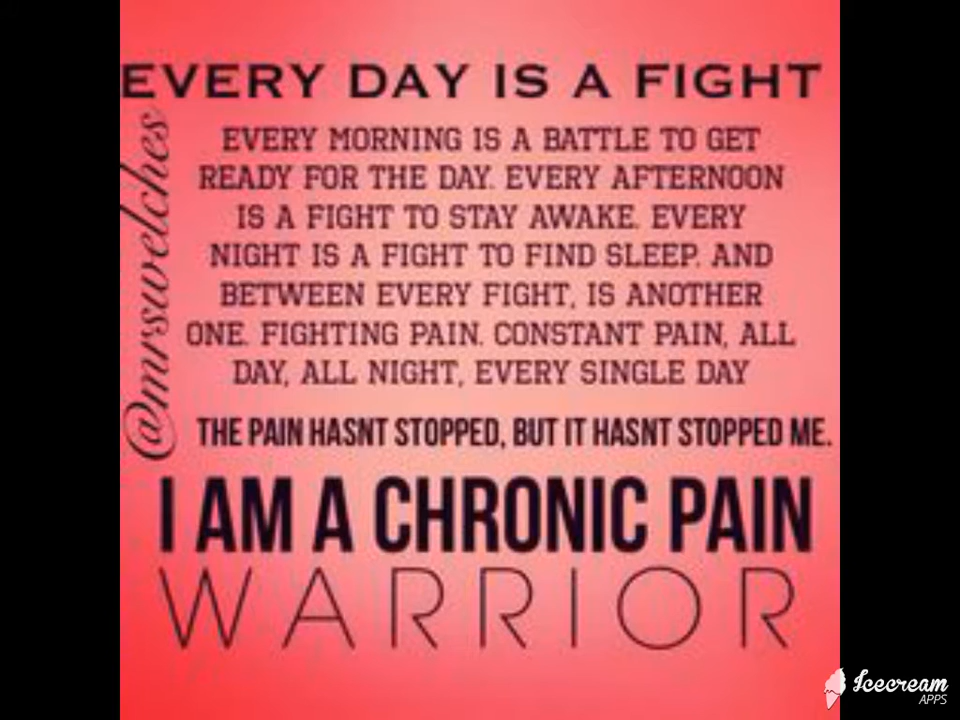 EVERY DAY IS A FIGHT
@mrswelches
EVERY MORNING IS A BATTLE TO GET
READY FOR THE DAY. EVERY AFTERNOON
IS A FIGHT TO STAY AWAKE. EVERY
NIGHT IS A FIGHT TO FIND SLEEP. AND
BETWEEN EVERY FIGHT, IS ANOTHER
ONE. FIGHTING PAIN. CONSTANT PAIN, ALL
DAY, ALL NIGHT, EVERY SINGLE DAY
THE PAIN HASNT STOPPED, BUT IT HASNT STOPPED ME.
I AM A CHRONIC PAIN
WARRIOR
Icecream
APPS